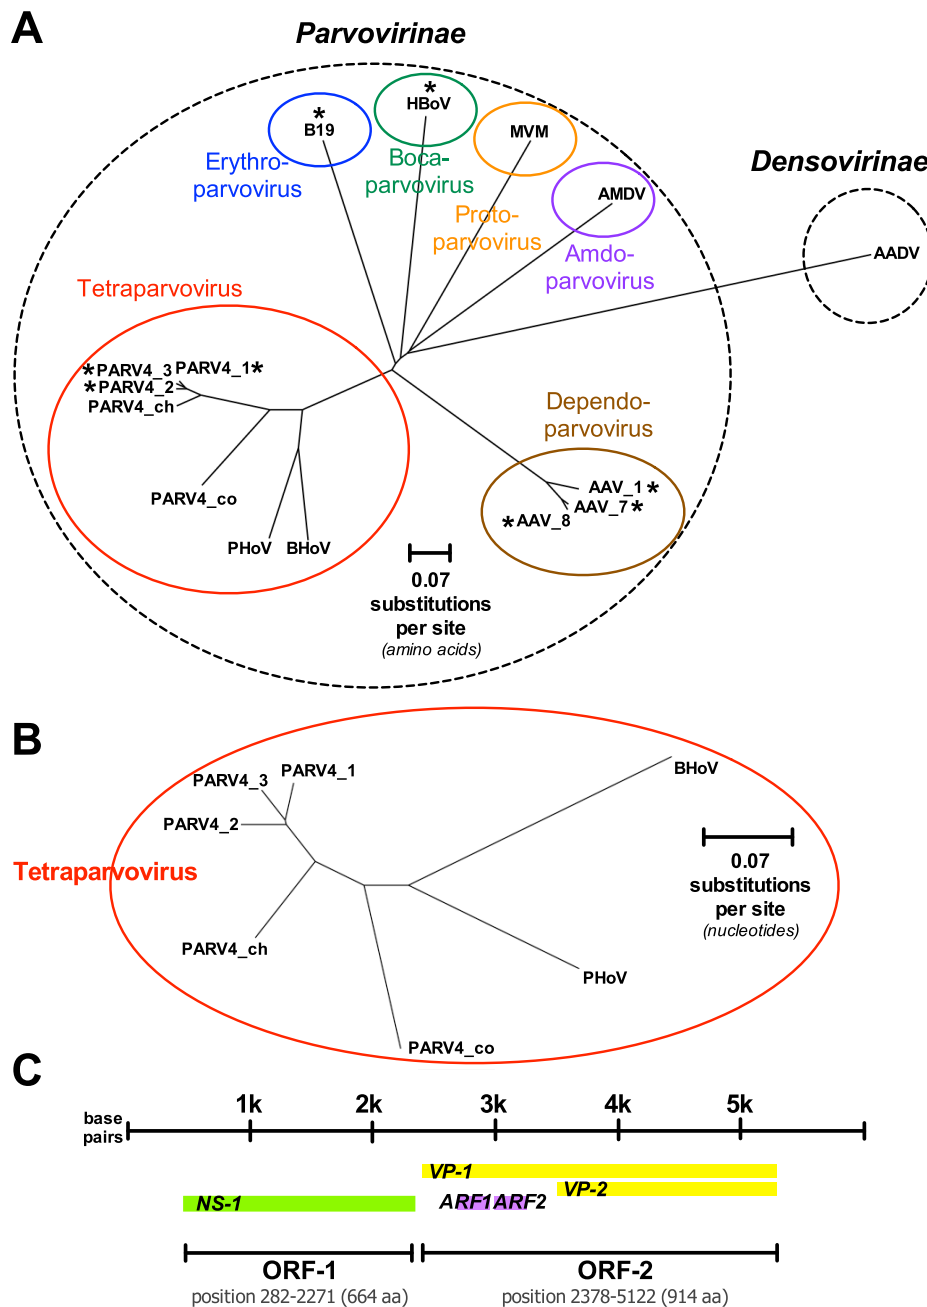 A
Parvovirinae
*
HBoV
*
B19
MVM
Erythro-
parvovirus
Boca-
parvovirus
Densovirinae
AMDV
Proto-
parvovirus
Amdo-
parvovirus
AADV
Tetraparvovirus
*PARV4_3 PARV4_1*
*PARV4_2
PARV4_ch
Dependo-
parvovirus
PARV4_co
AAV_1 *
AAV_7 *
*AAV_8
PHoV BHoV
0.07
substitutions
per site
(amino acids)
B
PARV4_3 PARV4_1
BHoV
PARV4_2
0.07
substitutions
per site
(nucleotides)
Tetraparvovirus
PARV4_ch
PHoV
PARV4_co
C
base
pairs
1k 2k 3k 4k 5k
VP-1
VP-2
NS-1 ARF1 ARF2
ORF-1 ORF-2
position 282-2271 (664 aa) position 2378-5122 (914 aa)